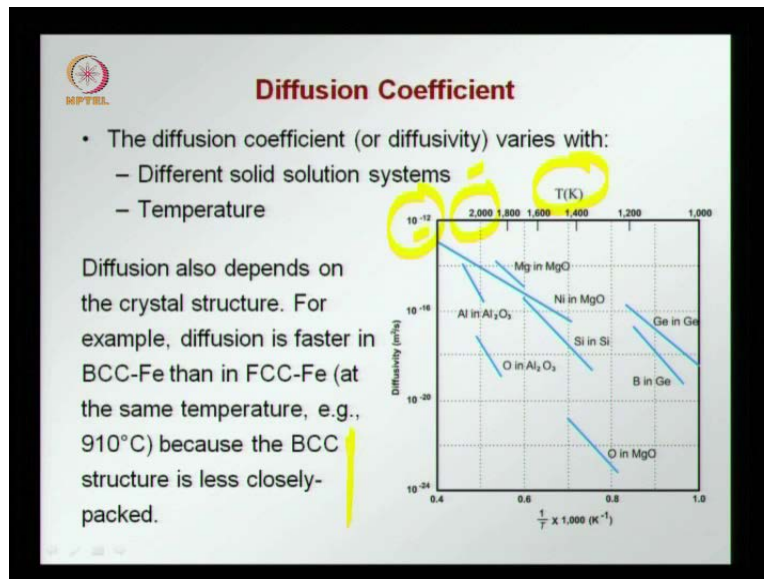 NPTEL
Diffusion Coefficient
• The diffusion coefficient (or diffusivity) varies with:
– Different solid solution systems
– Temperature
Diffusion also depends on
the crystal structure. For
example, diffusion is faster in
BCC-Fe than in FCC-Fe (at
the same temperature, e.g.,
910°C) because the BCC
structure is less closely-
packed.
T(K)
2,000 1,800 1,600 1,400 1,200 1,000
10⁻¹²
10⁻¹⁶
10⁻²⁰
10⁻²⁴
Diffusivity (m²/s)
Mg in MgO
Ni in MgO
Al in Al₂O₃
Si in Si
Ge in Ge
O in Al₂O₃
B in Ge
O in MgO
0.4 0.6 0.8 1.0
1/T x 1,000 (K⁻¹)